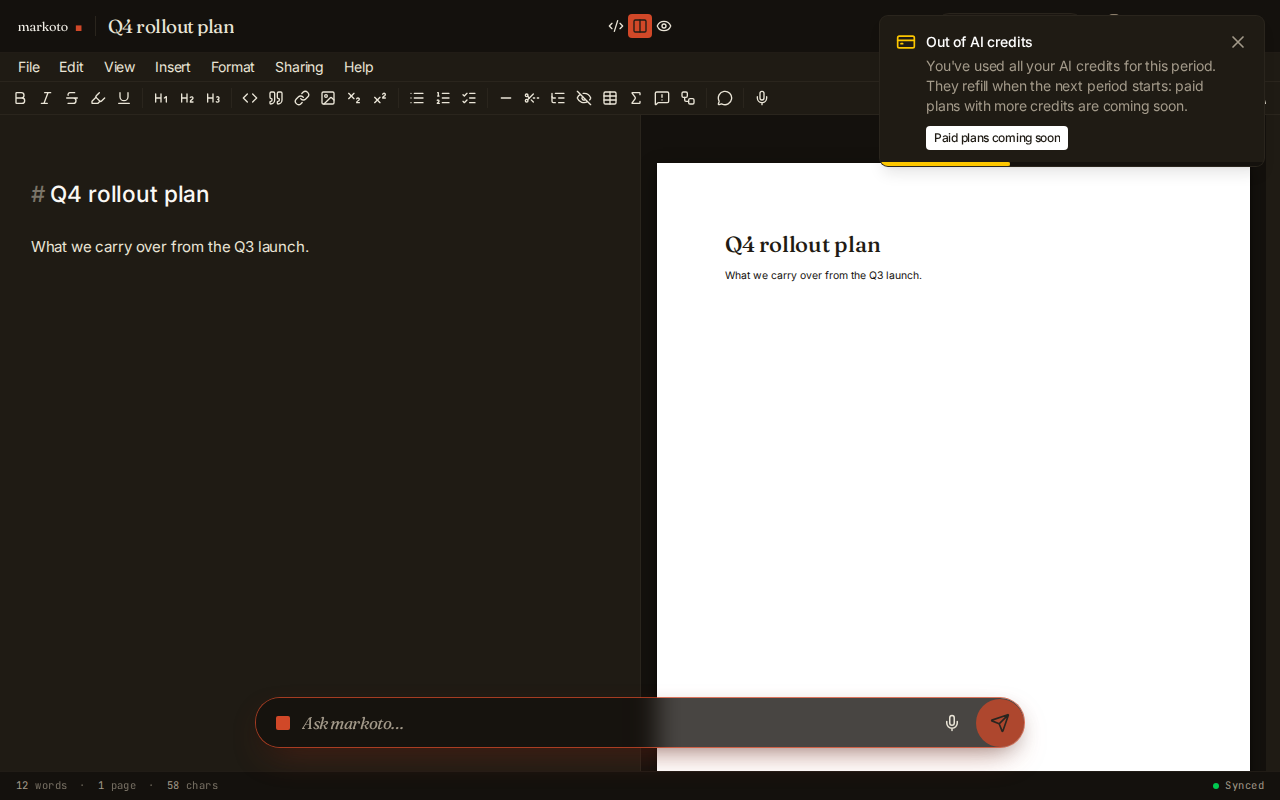 markoto
Q4 rollout plan
File Edit View Insert Format Sharing Help
H1 H2 H3
Out of AI credits
You've used all your AI credits for this period.
They refill when the next period starts: paid
plans with more credits are coming soon.
Paid plans coming soon
# Q4 rollout plan
What we carry over from the Q3 launch.
Q4 rollout plan
What we carry over from the Q3 launch.
Ask markoto...
12 words · 1 page · 58 chars
Synced